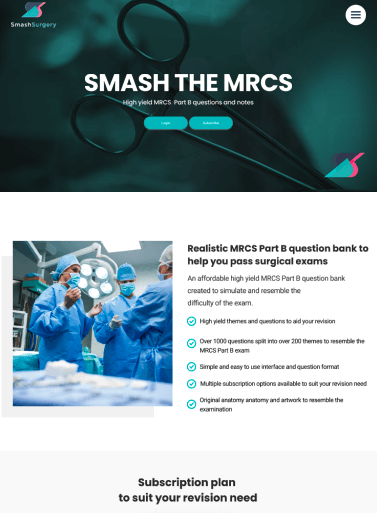 SmashSurgery
SMASH THE MRCS
High yield MRCS Part B questions and notes
Login
Subscribe
Realistic MRCS Part B question bank to
help you pass surgical exams
An affordable high yield MRCS Part B question bank
created to simulate and resemble the
difficulty of the exam.
High yield themes and questions to aid your revision
Over 1000 questions split into over 200 themes to resemble the
MRCS Part B exam
Simple and easy to use interface and question format
Multiple subscription options available to suit your revision need
Original anatomy anatomy and artwork to resemble the
examination
Subscription plan
to suit your revision need